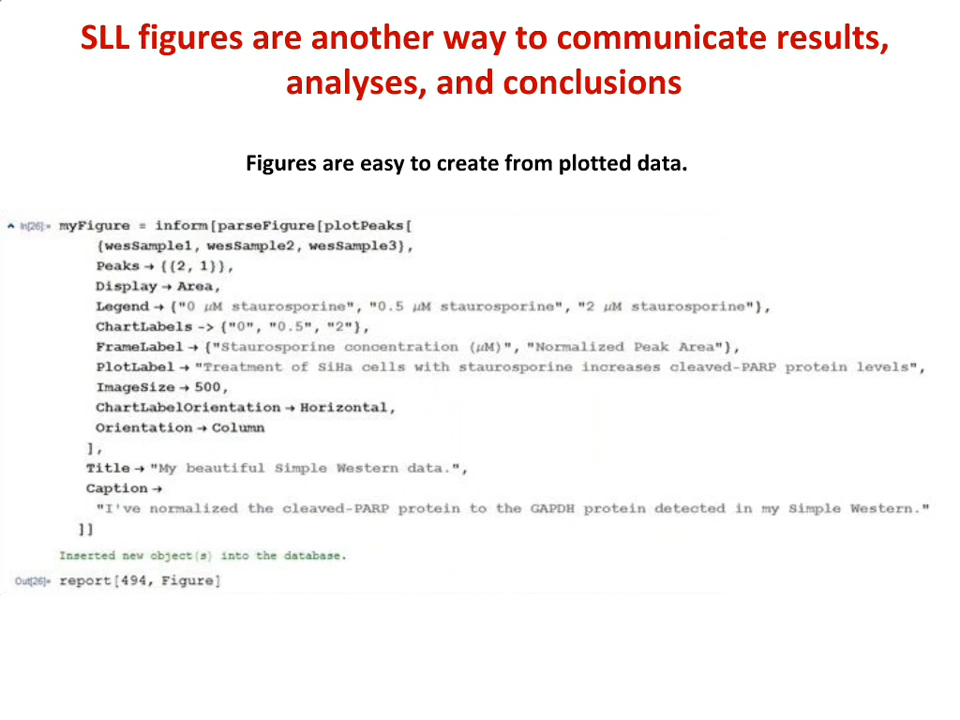 SLL figures are another way to communicate results,
analyses, and conclusions
Figures are easy to create from plotted data.
In[26]:= myFigure = inform[parseFigure[plotPeaks[
{wesSample1, wesSample2, wesSample3},
Peaks → {{2, 1}},
Display → Area,
Legend → {"0 μM staurosporine", "0.5 μM staurosporine", "2 μM staurosporine"},
ChartLabels -> {"0", "0.5", "2"},
FrameLabel → {"Staurosporine concentration (μM)", "Normalized Peak Area"},
PlotLabel → "Treatment of SiHa cells with staurosporine increases cleaved-PARP protein levels",
ImageSize → 500,
ChartLabelOrientation → Horizontal,
Orientation → Column
],
Title → "My beautiful Simple Western data.",
Caption →
"I've normalized the cleaved-PARP protein to the GAPDH protein detected in my Simple Western."
]]
Inserted new object(s) into the database.
Out[26]= report[494, Figure]